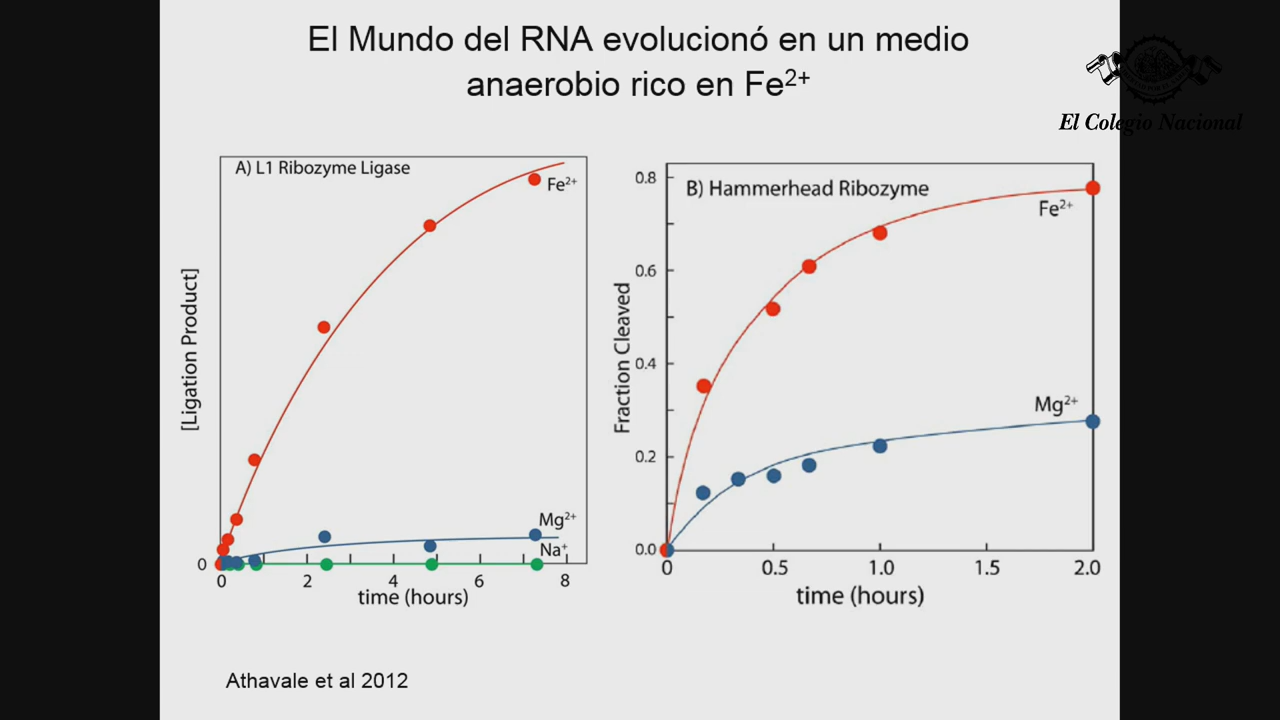 El Mundo del RNA evolucionó en un medio
anaerobio rico en Fe²⁺
El Colegio Nacional
A) L1 Ribozyme Ligase
Fe²⁺
[Ligation Product]
Mg²⁺
Na⁺
0
0 2 4 6 8
time (hours)
B) Hammerhead Ribozyme
Fe²⁺
Fraction Cleaved
0.8
0.6
0.4
0.2
0.0
Mg²⁺
0 0.5 1.0 1.5 2.0
time (hours)
Athavale et al 2012